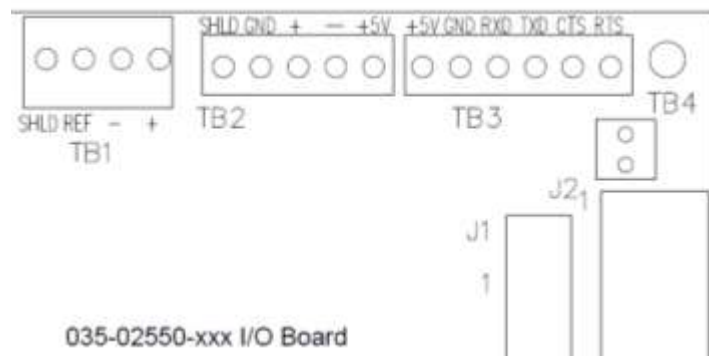 SHLD GND + — +5V +5V GND RXD TXD CTS RTS
SHLD REF - +
TB1
TB2
TB3
TB4
J2 1
J1
1
035-02550-xxx I/O Board